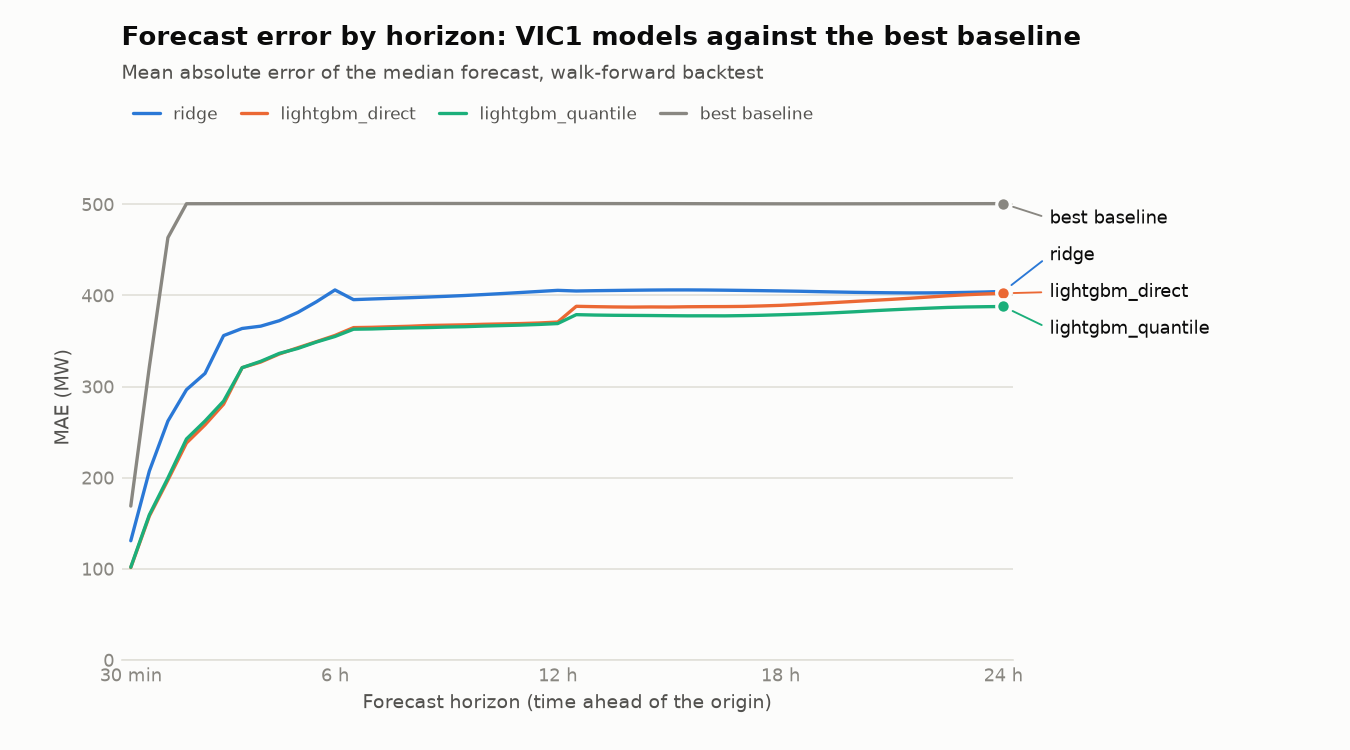 Forecast error by horizon: VIC1 models against the best baseline
Mean absolute error of the median forecast, walk-forward backtest
ridge lightgbm_direct lightgbm_quantile best baseline
500
400
300
200
100
0
MAE (MW)
best baseline
ridge
lightgbm_direct
lightgbm_quantile
30 min 6 h 12 h 18 h 24 h
Forecast horizon (time ahead of the origin)